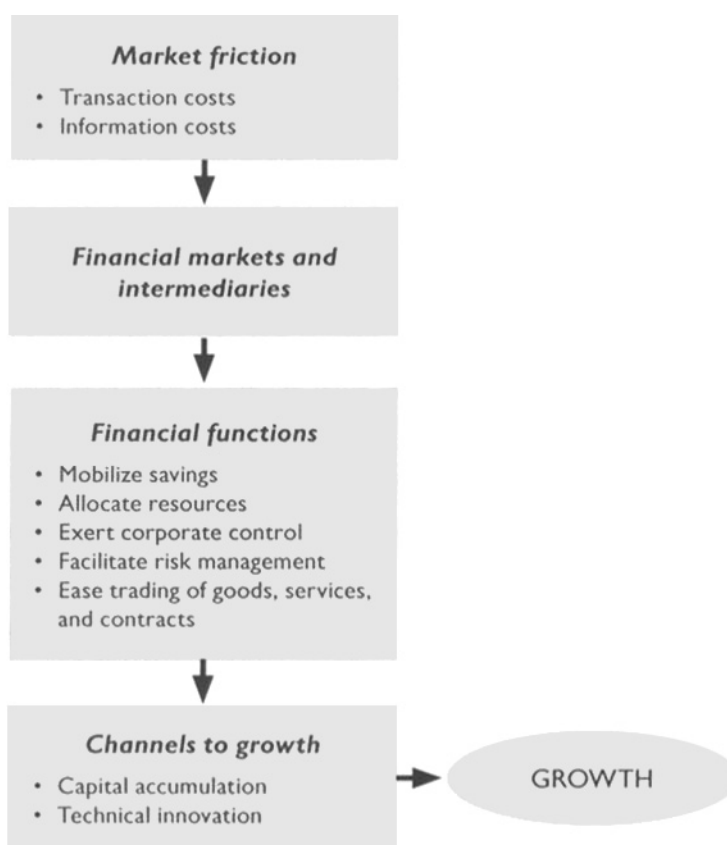 Market friction
• Transaction costs
• Information costs
Financial markets and
intermediaries
Financial functions
• Mobilize savings
• Allocate resources
• Exert corporate control
• Facilitate risk management
• Ease trading of goods, services,
and contracts
Channels to growth
• Capital accumulation
• Technical innovation
GROWTH